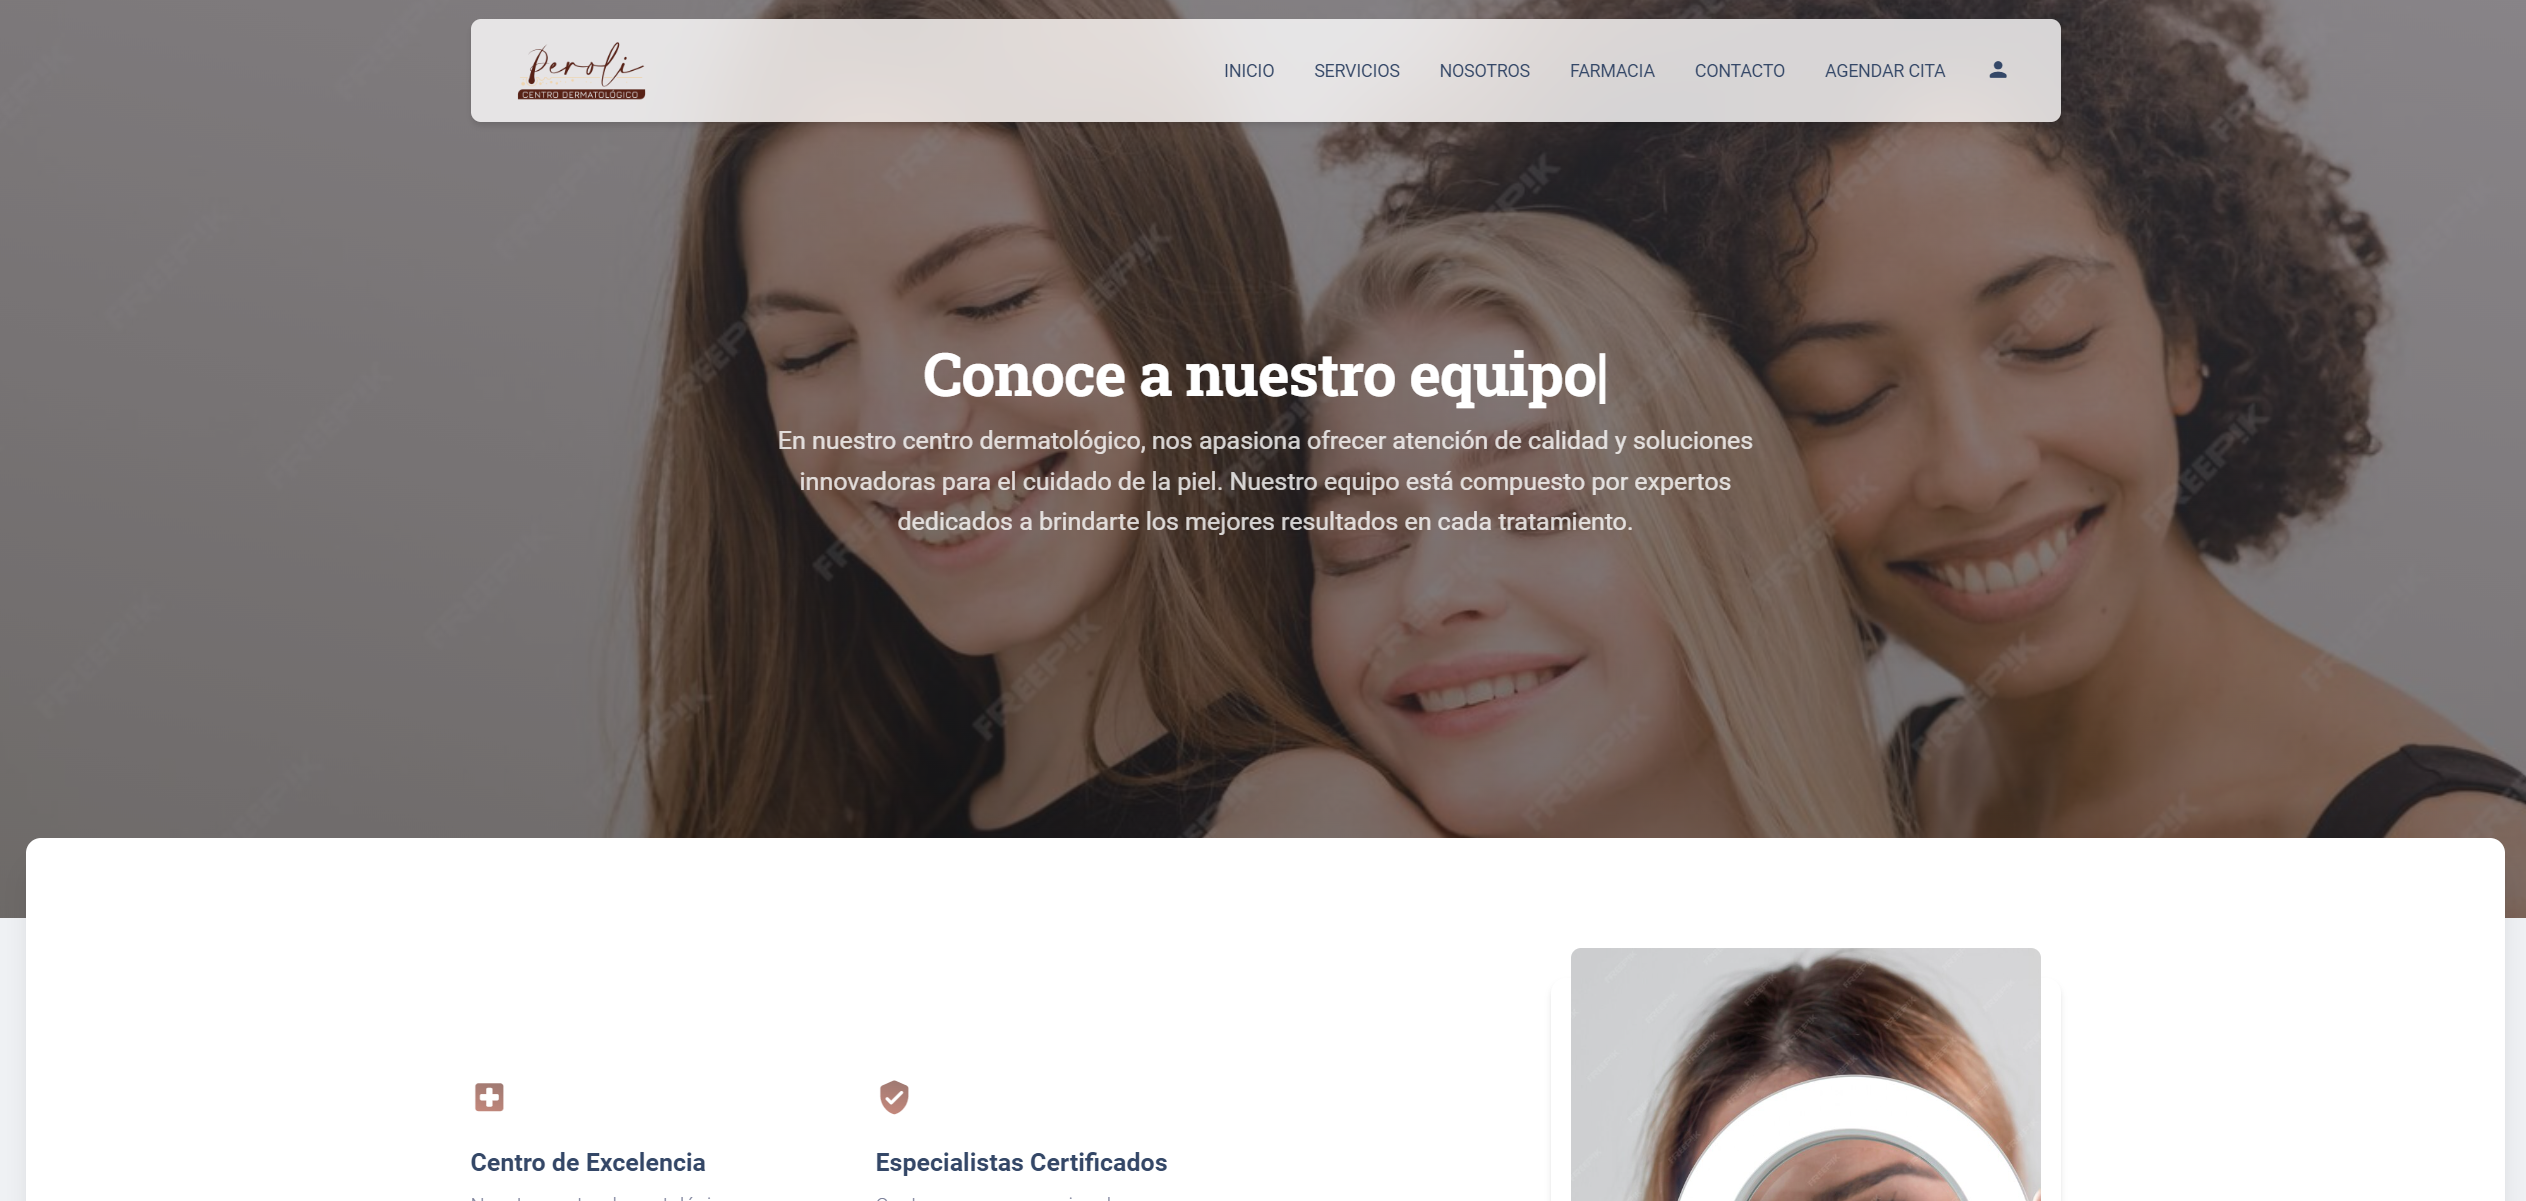 Peroli
CENTRO DERMATOLÓGICO
INICIO
SERVICIOS
NOSOTROS
FARMACIA
CONTACTO
AGENDAR CITA
Conoce a nuestro equipo|
En nuestro centro dermatológico, nos apasiona ofrecer atención de calidad y soluciones
innovadoras para el cuidado de la piel. Nuestro equipo está compuesto por expertos
dedicados a brindarte los mejores resultados en cada tratamiento.
FREEPIK
Centro de Excelencia
Especialistas Certificados